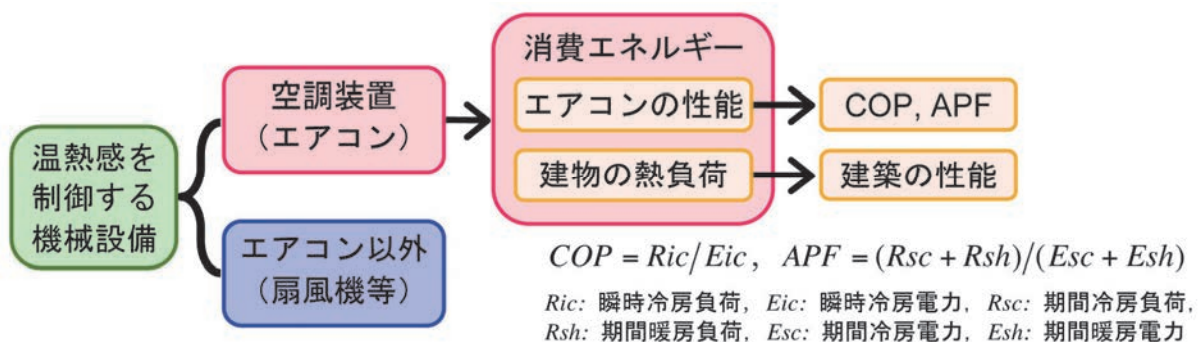 温熱感を
制御する
機械設備
空調装置
（エアコン）
エアコン以外
（扇風機等）
消費エネルギー
エアコンの性能
建物の熱負荷
COP, APF
建築の性能
COP = Ric/Eic, APF = (Rsc + Rsh)/(Esc + Esh)
Ric: 瞬時冷房負荷, Eic: 瞬時冷房電力, Rsc: 期間冷房負荷,
Rsh: 期間暖房負荷, Esc: 期間冷房電力, Esh: 期間暖房電力